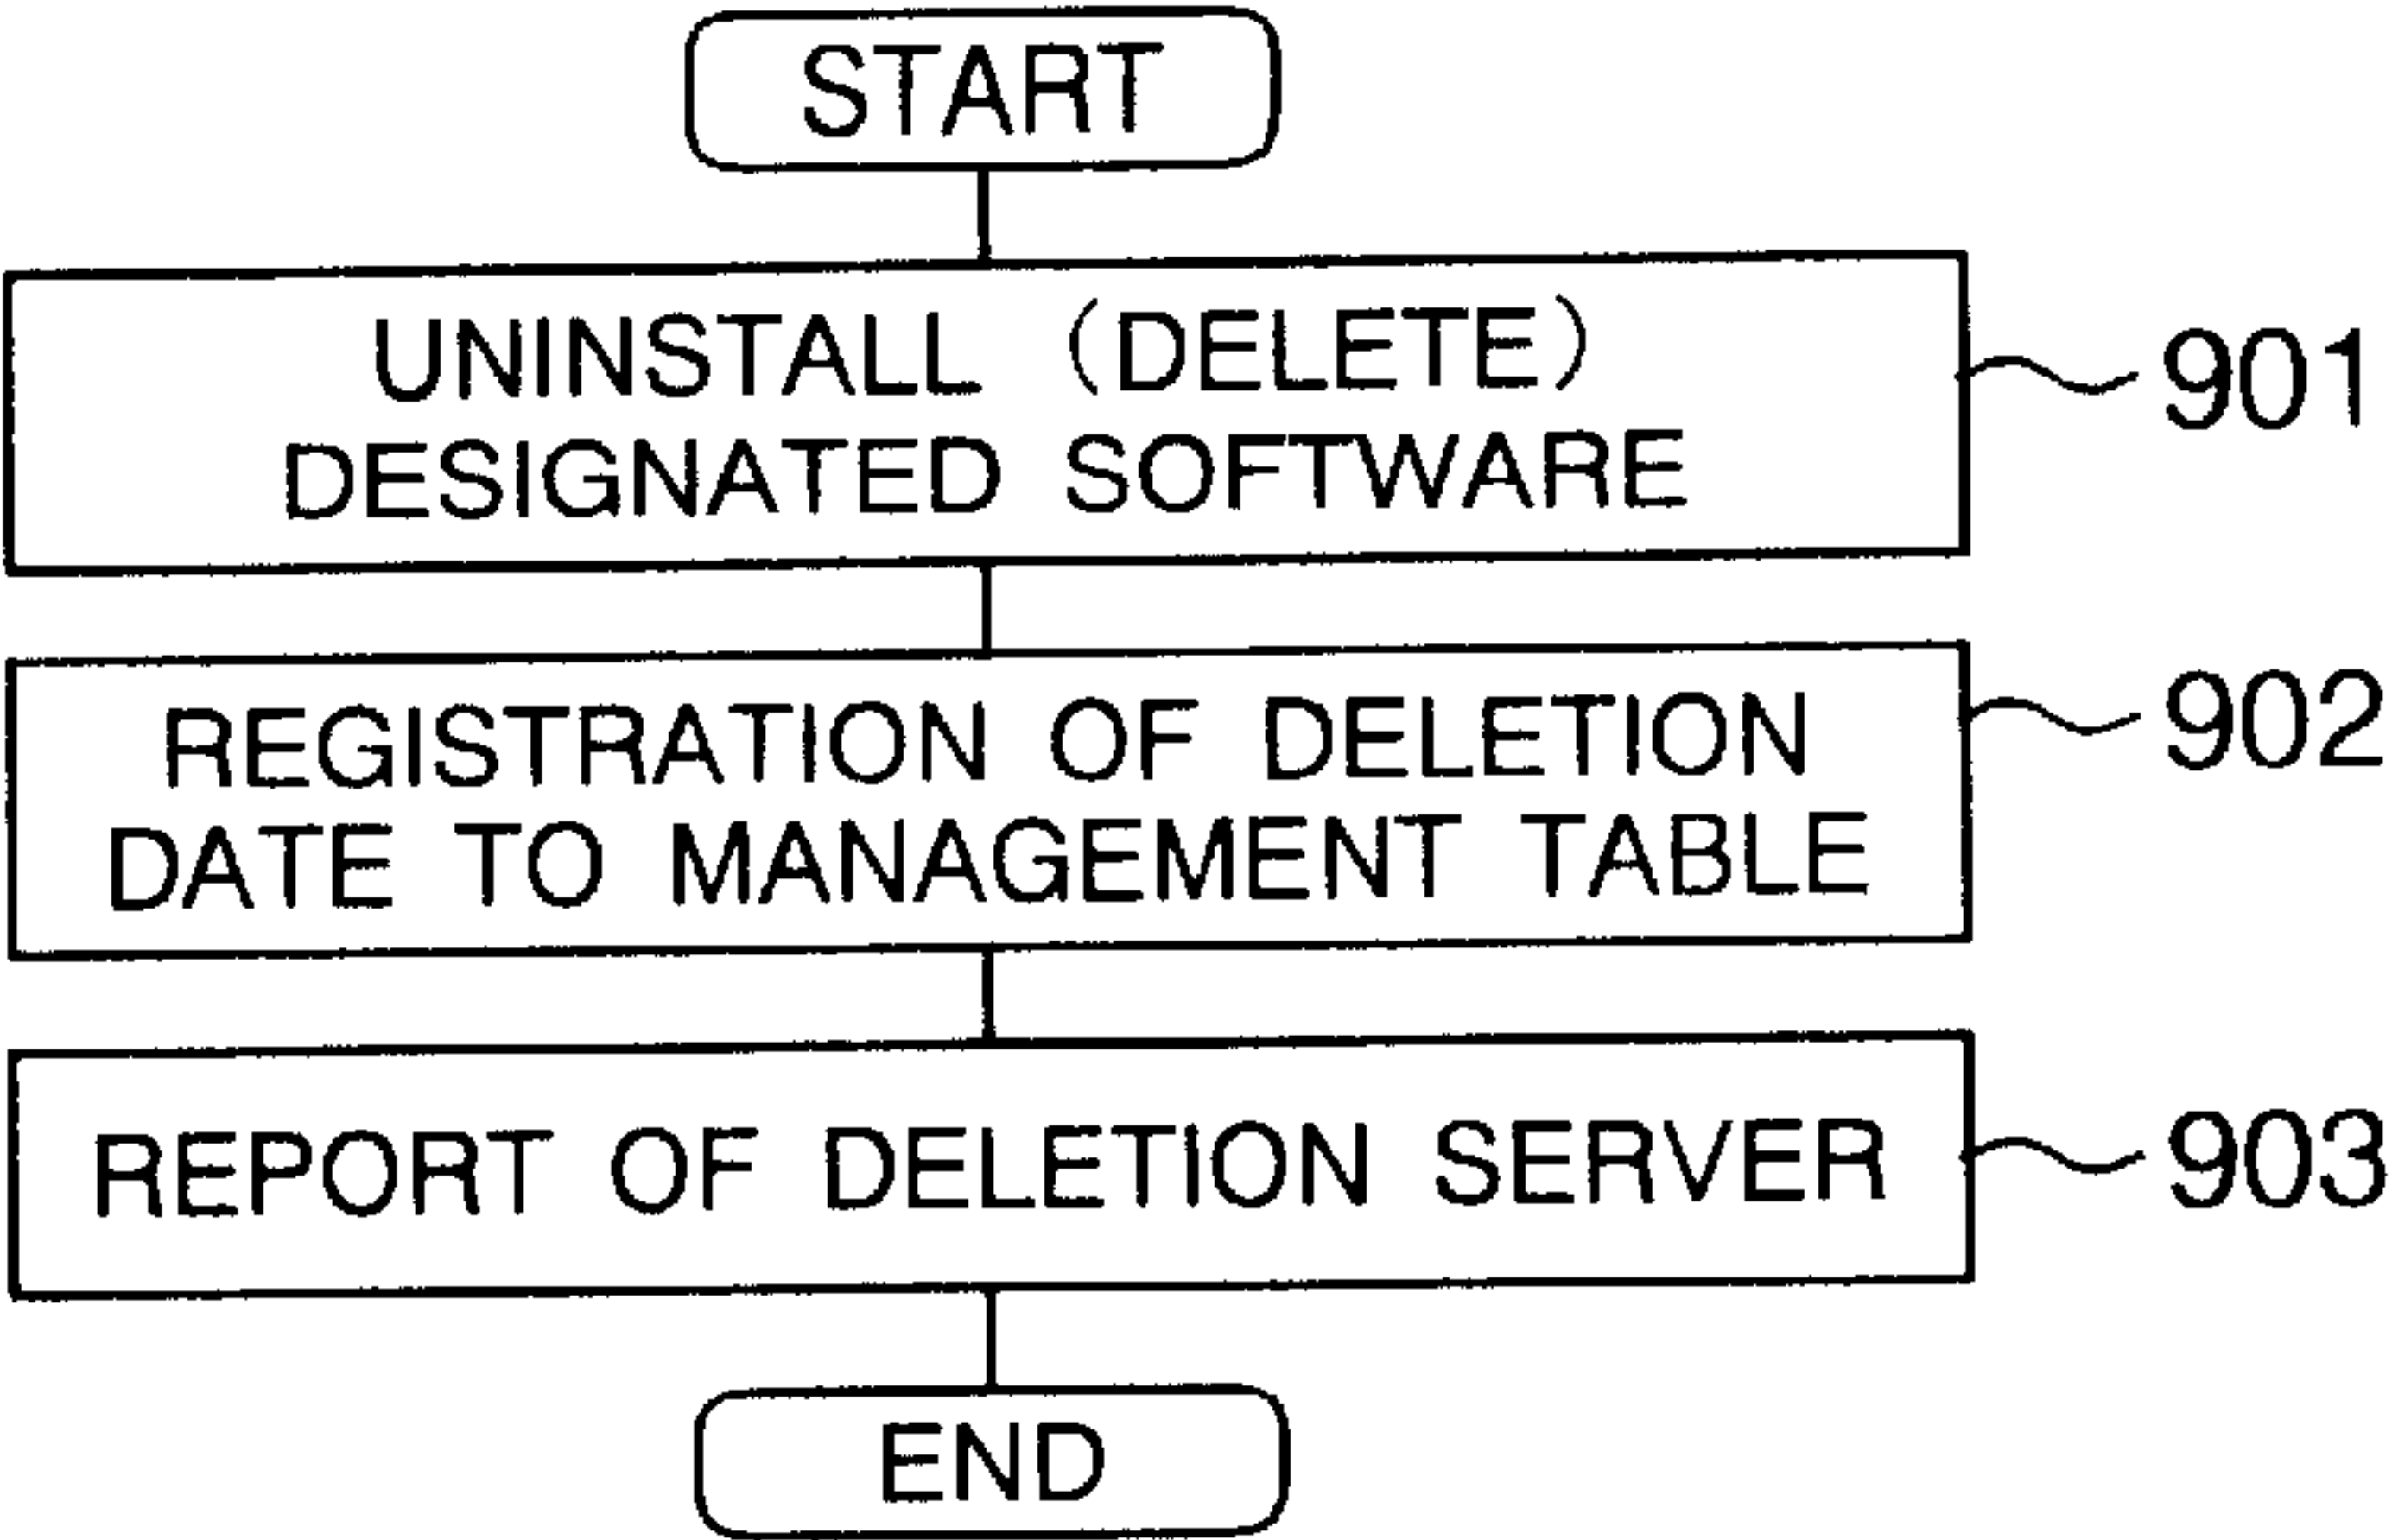 START
UNINSTALL (DELETE)
DESIGNATED SOFTWARE
901
REGISTRATION OF DELETION
DATE TO MANAGEMENT TABLE
902
REPORT OF DELETION SERVER
903
END